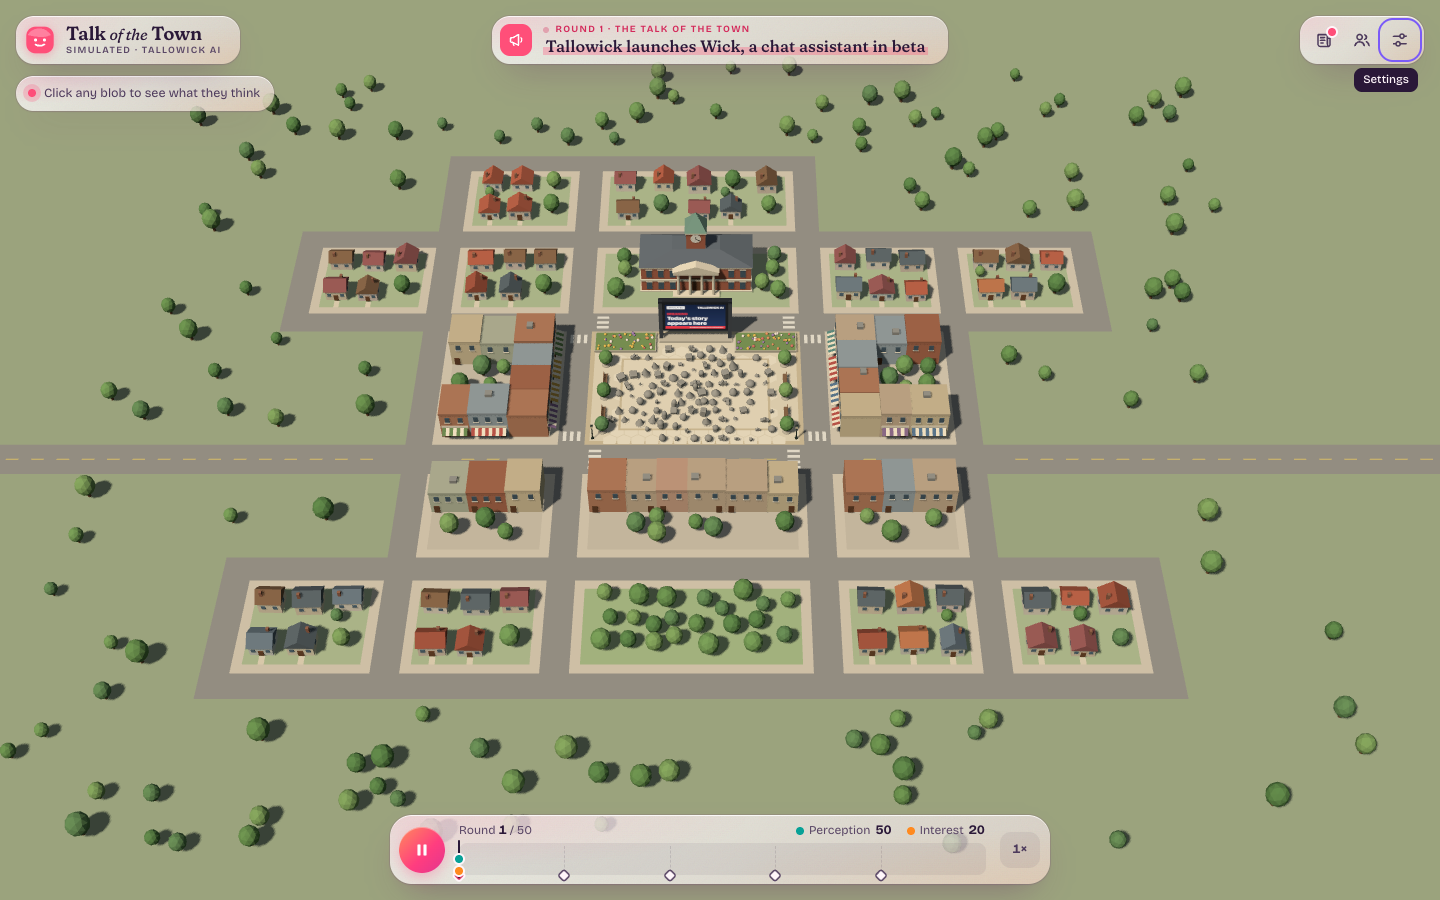 Talk of the Town
SIMULATED · TALLOWICK AI
Click any blob to see what they think
ROUND 1 · THE TALK OF THE TOWN
Tallowick launches Wick, a chat assistant in beta
Settings
TALLOWICK AI
Today's story
appears here
Round 1 / 50
Perception 50
Interest 20
1×